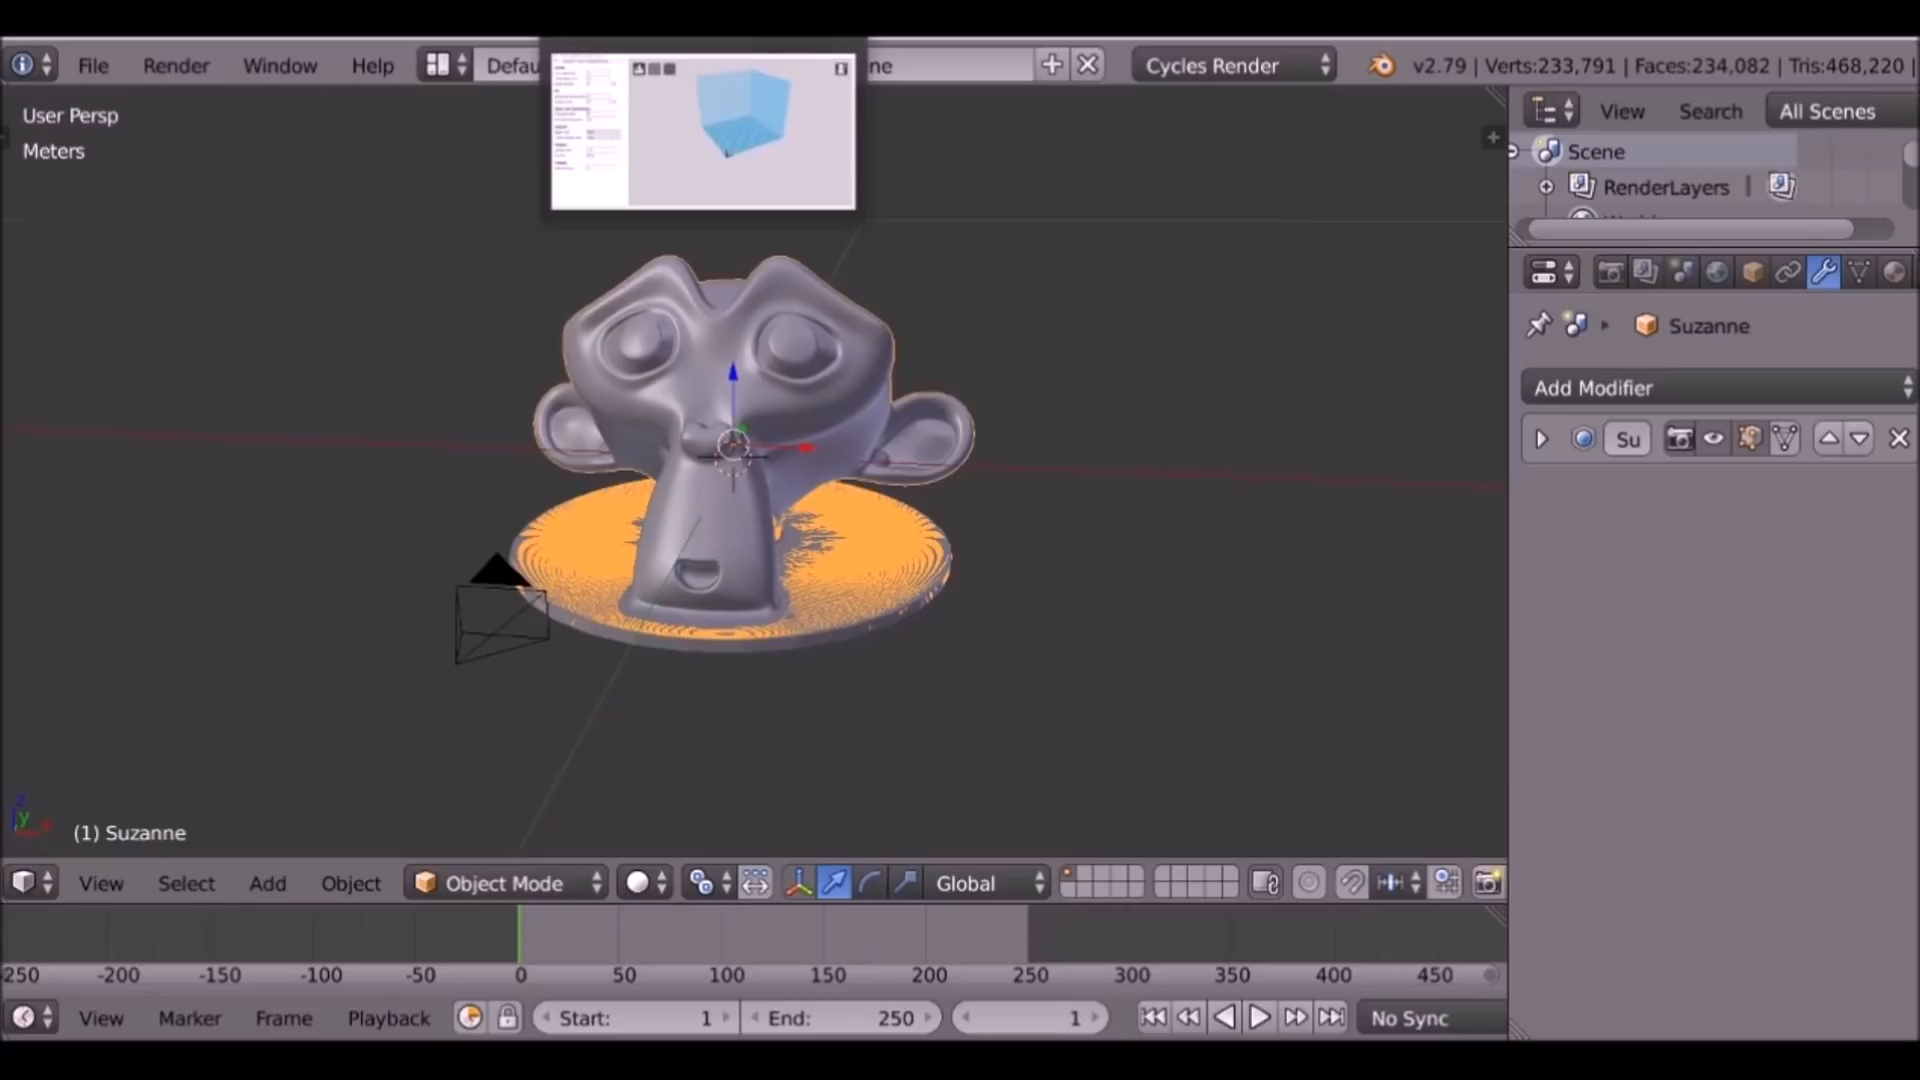 File Render Window Help Defau ne Cycles Render v2.79 | Verts:233,791 | Faces:234,082 | Tris:468,220 |
User Persp
Meters
View Search All Scenes
Scene
RenderLayers
Suzanne
Add Modifier
Su
(1) Suzanne
View Select Add Object Object Mode Global
-250 -200 -150 -100 -50 0 50 100 150 200 250 300 350 400 450
View Marker Frame Playback Start: 1 End: 250 1 No Sync